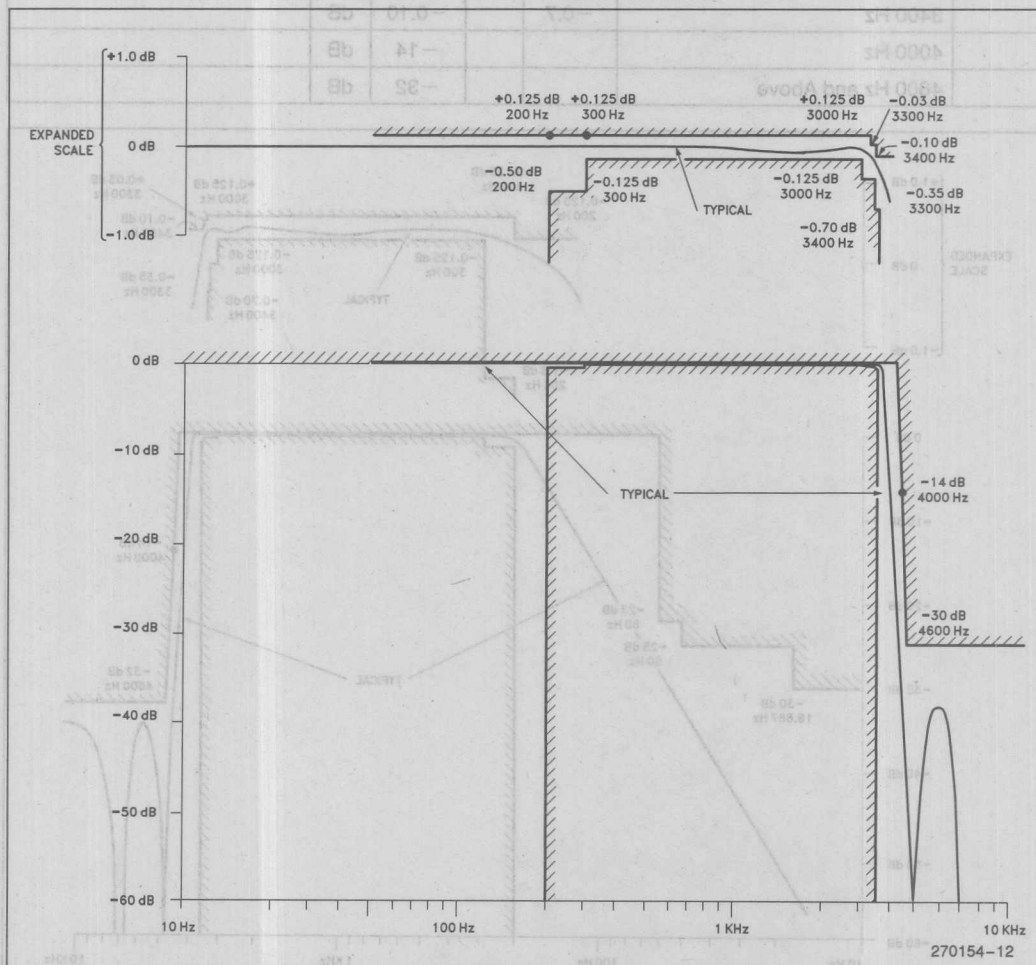 +1.0 dB
EXPANDED
SCALE
0 dB
-1.0 dB
+0.125 dB
200 Hz
+0.125 dB
300 Hz
+0.125 dB
3000 Hz
-0.03 dB
3300 Hz
-0.10 dB
3400 Hz
-0.50 dB
200 Hz
-0.125 dB
300 Hz
-0.125 dB
3000 Hz
-0.35 dB
3300 Hz
TYPICAL
-0.70 dB
3400 Hz
0 dB
-10 dB
-20 dB
-30 dB
-40 dB
-50 dB
-60 dB
TYPICAL
-14 dB
4000 Hz
-30 dB
4600 Hz
10 Hz
100 Hz
1 KHz
10 KHz
270154-12